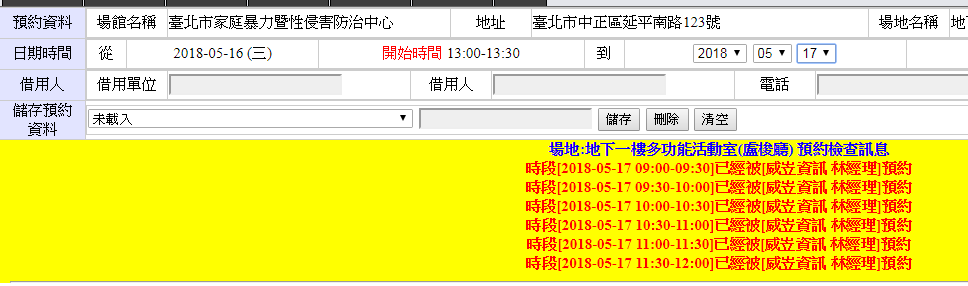 預約資料 場館名稱 臺北市家庭暴力暨性侵害防治中心 地址 臺北市中正區延平南路123號 場地名稱
日期時間 從 2018-05-16 (三) 開始時間 13:00-13:30 到 2018 05 17
借用人 借用單位 借用人 電話
儲存預約資料 未載入 儲存 刪除 清空
場地:地下一樓多功能活動室(盧梭廳) 預約檢查訊息
時段[2018-05-17 09:00-09:30]已經被[威岦資訊 林經理]預約
時段[2018-05-17 09:30-10:00]已經被[威岦資訊 林經理]預約
時段[2018-05-17 10:00-10:30]已經被[威岦資訊 林經理]預約
時段[2018-05-17 10:30-11:00]已經被[威岦資訊 林經理]預約
時段[2018-05-17 11:00-11:30]已經被[威岦資訊 林經理]預約
時段[2018-05-17 11:30-12:00]已經被[威岦資訊 林經理]預約